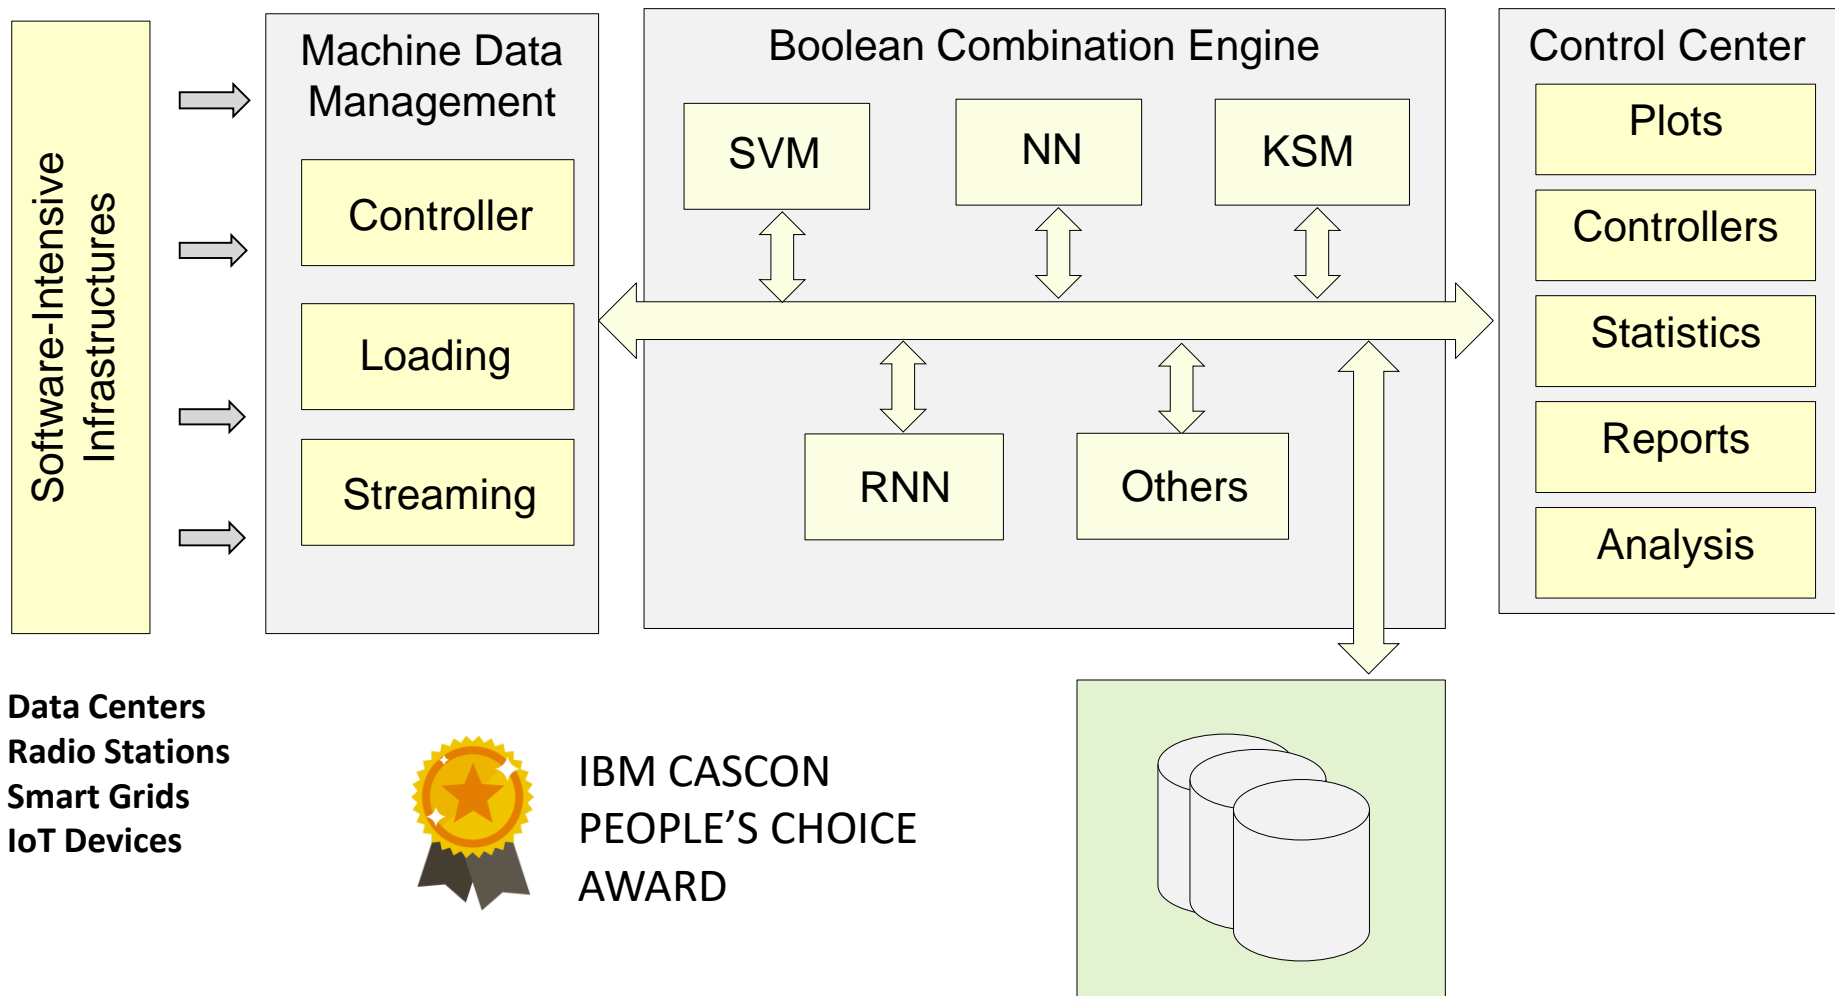 Software-Intensive
Infrastructures
Machine Data
Management
Controller
Loading
Streaming
Boolean Combination Engine
SVM
NN
KSM
RNN
Others
Control Center
Plots
Controllers
Statistics
Reports
Analysis
Data Centers
Radio Stations
Smart Grids
IoT Devices
IBM CASCON
PEOPLE’S CHOICE
AWARD